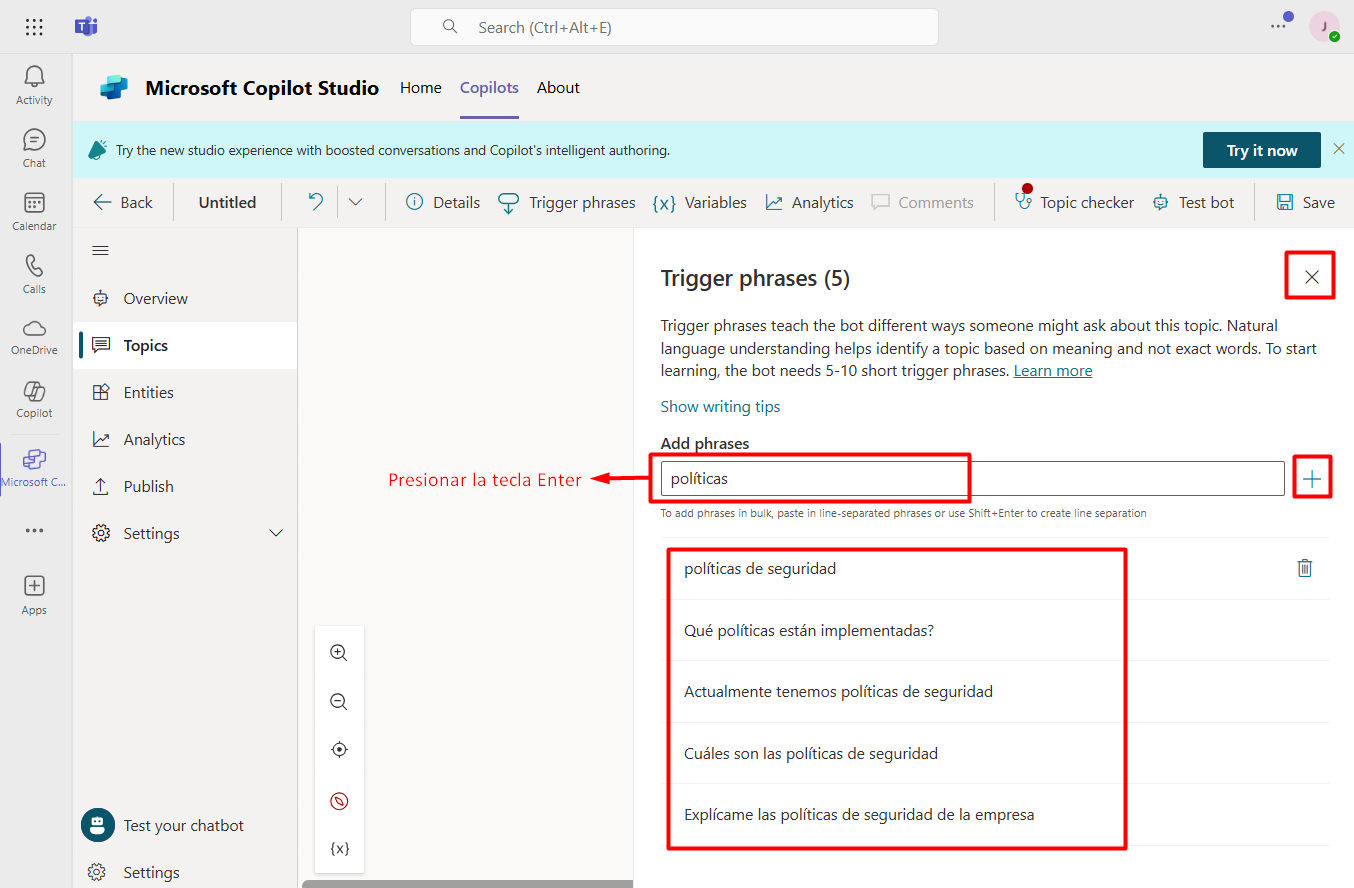 Search (Ctrl+Alt+E)
J
Activity
Chat
Calendar
Calls
OneDrive
Copilot
Microsoft C...
Apps
Microsoft Copilot Studio
Home
Copilots
About
Try the new studio experience with boosted conversations and Copilot's intelligent authoring.
Try it now
Back
Untitled
Details
Trigger phrases
{x} Variables
Analytics
Comments
Topic checker
Test bot
Save
Overview
Topics
Entities
Analytics
Publish
Settings
Test your chatbot
Settings
{x}
Presionar la tecla Enter
Trigger phrases (5)
Trigger phrases teach the bot different ways someone might ask about this topic. Natural
language understanding helps identify a topic based on meaning and not exact words. To start
learning, the bot needs 5-10 short trigger phrases. Learn more
Show writing tips
Add phrases
políticas
To add phrases in bulk, paste in line-separated phrases or use Shift+Enter to create line separation
políticas de seguridad
Qué políticas están implementadas?
Actualmente tenemos políticas de seguridad
Cuáles son las políticas de seguridad
Explícame las políticas de seguridad de la empresa